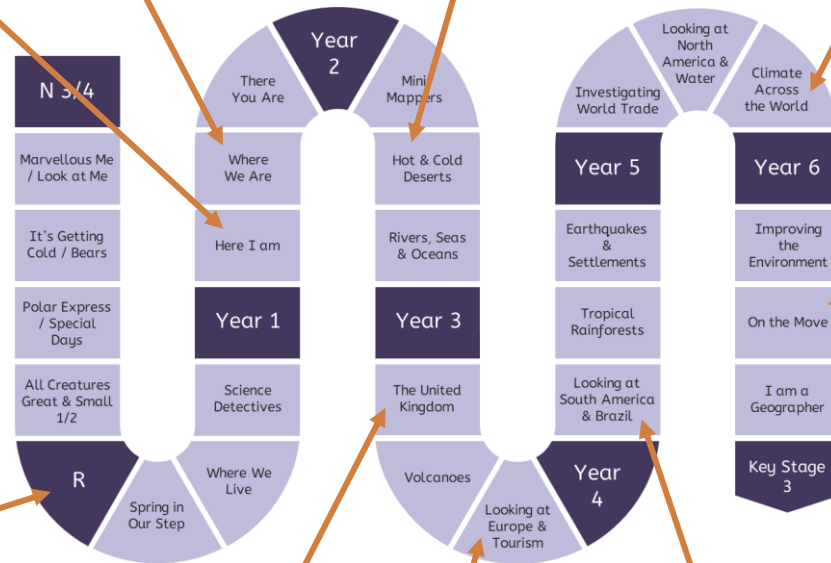 N 3/4
Marvellous Me
/ Look at Me
It's Getting
Cold / Bears
Polar Express
/ Special
Days
All Creatures
Great & Small
1/2
R
Spring in
Our Step
Where We
Live
Science
Detectives
Year 1
Here I am
Where
We Are
There
You Are
Year
2
Mini
Mappers
Hot & Cold
Deserts
Rivers, Seas
& Oceans
Year 3
The United
Kingdom
Volcanoes
Looking at
Europe &
Tourism
Year
4
Looking at
South America
& Brazil
Tropical
Rainforests
Earthquakes
&
Settlements
Year 5
Investigating
World Trade
Looking at
North
America &
Water
Climate
Across
the World
Year 6
Improving
the
Environment
On the Move
I am a
Geographer
Key Stage
3